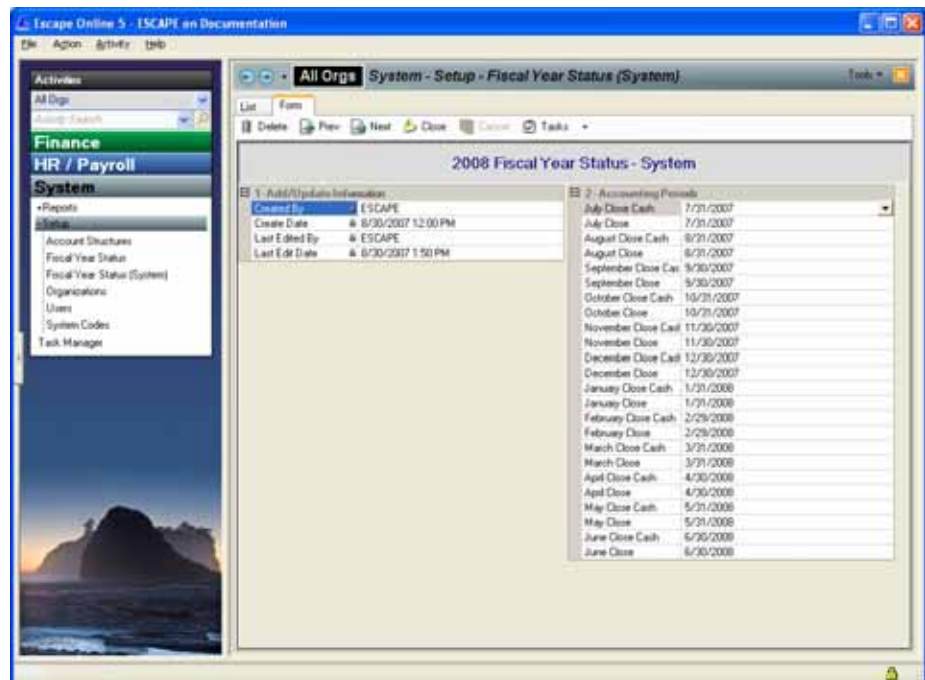 Escape Online 5 - ESCAPE on Documentation
File Action Activity Help
Activities
All Orgs
Activity Search
Finance
HR / Payroll
System
+Reports
-Setup
Account Structures
Fiscal Year Status
Fiscal Year Status (System)
Organizations
Users
System Codes
Task Manager
All Orgs System - Setup - Fiscal Year Status (System) Tools
List Form
Delete Prev Next Close Cancel Tasks
2008 Fiscal Year Status - System
1 - Add/Update Information
Created By ESCAPE
Create Date 8/30/2007 12:00 PM
Last Edited By ESCAPE
Last Edit Date 8/30/2007 1:50 PM
2 - Accounting Periods
July Close Cash 7/31/2007
July Close 7/31/2007
August Close Cash 8/31/2007
August Close 8/31/2007
September Close Cas 9/30/2007
September Close 9/30/2007
October Close Cash 10/31/2007
October Close 10/31/2007
November Close Cash 11/30/2007
November Close 11/30/2007
December Close Cash 12/30/2007
December Close 12/30/2007
January Close Cash 1/31/2008
January Close 1/31/2008
February Close Cash 2/29/2008
February Close 2/29/2008
March Close Cash 3/31/2008
March Close 3/31/2008
April Close Cash 4/30/2008
April Close 4/30/2008
May Close Cash 5/31/2008
May Close 5/31/2008
June Close Cash 6/30/2008
June Close 6/30/2008